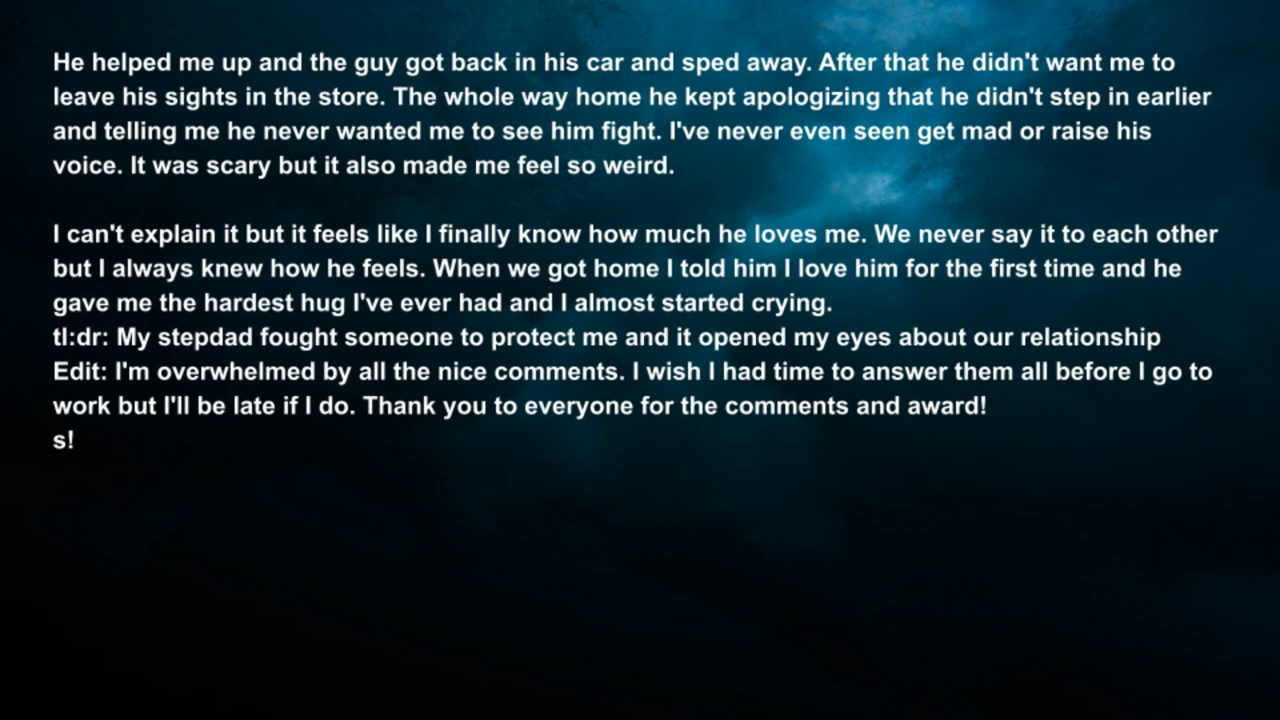 He helped me up and the guy got back in his car and sped away. After that he didn't want me to
leave his sights in the store. The whole way home he kept apologizing that he didn't step in earlier
and telling me he never wanted me to see him fight. I've never even seen get mad or raise his
voice. It was scary but it also made me feel so weird.
I can't explain it but it feels like I finally know how much he loves me. We never say it to each other
but I always knew how he feels. When we got home I told him I love him for the first time and he
gave me the hardest hug I've ever had and I almost started crying.
tl:dr: My stepdad fought someone to protect me and it opened my eyes about our relationship
Edit: I'm overwhelmed by all the nice comments. I wish I had time to answer them all before I go to
work but I'll be late if I do. Thank you to everyone for the comments and award!
s!